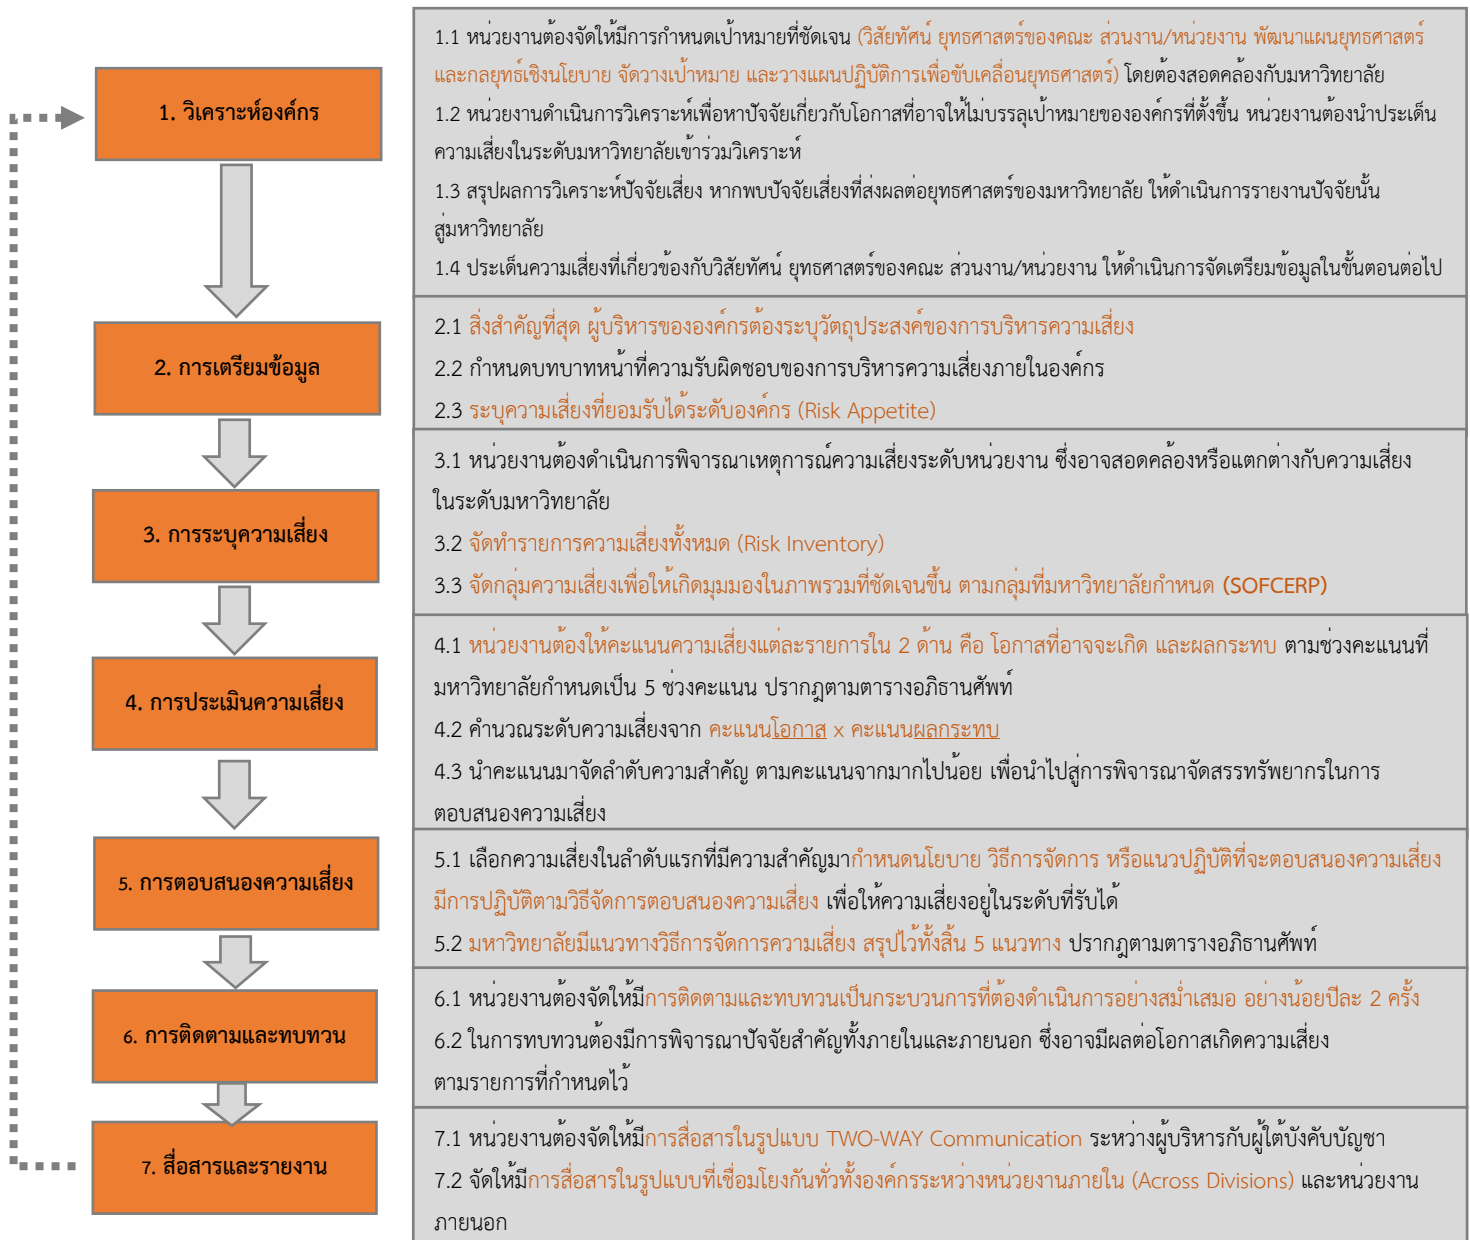 1. วิเคราะห์องค์กร
1.1 หน่วยงานต้องจัดให้มีการกำหนดเป้าหมายที่ชัดเจน (วิสัยทัศน์ ยุทธศาสตร์ของคณะ ส่วนงาน/หน่วยงาน พัฒนาแผนยุทธศาสตร์
และกลยุทธ์เชิงนโยบาย จัดวางเป้าหมาย และวางแผนปฏิบัติการเพื่อขับเคลื่อนยุทธศาสตร์) โดยต้องสอดคล้องกับมหาวิทยาลัย
1.2 หน่วยงานดำเนินการวิเคราะห์เพื่อหาปัจจัยเกี่ยวกับโอกาสที่อาจให้ไม่บรรลุเป้าหมายขององค์กรที่ตั้งขึ้น หน่วยงานต้องนำประเด็น
ความเสี่ยงในระดับมหาวิทยาลัยเข้าร่วมวิเคราะห์
1.3 สรุปผลการวิเคราะห์ปัจจัยเสี่ยง หากพบปัจจัยเสี่ยงที่ส่งผลต่อยุทธศาสตร์ของมหาวิทยาลัย ให้ดำเนินการรายงานปัจจัยนั้น
สู่มหาวิทยาลัย
1.4 ประเด็นความเสี่ยงที่เกี่ยวข้องกับวิสัยทัศน์ ยุทธศาสตร์ของคณะ ส่วนงาน/หน่วยงาน ให้ดำเนินการจัดเตรียมข้อมูลในขั้นตอนต่อไป
2. การเตรียมข้อมูล
2.1 สิ่งสำคัญที่สุด ผู้บริหารขององค์กรต้องระบุวัตถุประสงค์ของการบริหารความเสี่ยง
2.2 กำหนดบทบาทหน้าที่ความรับผิดชอบของการบริหารความเสี่ยงภายในองค์กร
2.3 ระบุความเสี่ยงที่ยอมรับได้ระดับองค์กร (Risk Appetite)
3. การระบุความเสี่ยง
3.1 หน่วยงานต้องดำเนินการพิจารณาเหตุการณ์ความเสี่ยงระดับหน่วยงาน ซึ่งอาจสอดคล้องหรือแตกต่างกับความเสี่ยง
ในระดับมหาวิทยาลัย
3.2 จัดทำรายการความเสี่ยงทั้งหมด (Risk Inventory)
3.3 จัดกลุ่มความเสี่ยงเพื่อให้เกิดมุมมองในภาพรวมที่ชัดเจนขึ้น ตามกลุ่มที่มหาวิทยาลัยกำหนด (SOFCERP)
4. การประเมินความเสี่ยง
4.1 หน่วยงานต้องให้คะแนนความเสี่ยงแต่ละรายการใน 2 ด้าน คือ โอกาสที่อาจจะเกิด และผลกระทบ ตามช่วงคะแนนที่
มหาวิทยาลัยกำหนดเป็น 5 ช่วงคะแนน ปรากฎตามตารางอภิธานศัพท์
4.2 คำนวณระดับความเสี่ยงจาก คะแนนโอกาส x คะแนนผลกระทบ
4.3 นำคะแนนมาจัดลำดับความสำคัญ ตามคะแนนจากมากไปน้อย เพื่อนำไปสู่การพิจารณาจัดสรรทรัพยากรในการ
ตอบสนองความเสี่ยง
5. การตอบสนองความเสี่ยง
5.1 เลือกความเสี่ยงในลำดับแรกที่มีความสำคัญมากำหนดนโยบาย วิธีการจัดการ หรือแนวปฏิบัติที่จะตอบสนองความเสี่ยง
มีการปฏิบัติตามวิธีจัดการตอบสนองความเสี่ยง เพื่อให้ความเสี่ยงอยู่ในระดับที่รับได้
5.2 มหาวิทยาลัยมีแนวทางวิธีการจัดการความเสี่ยง สรุปไว้ทั้งสิ้น 5 แนวทาง ปรากฎตามตารางอภิธานศัพท์
6. การติดตามและทบทวน
6.1 หน่วยงานต้องจัดให้มีการติดตามและทบทวนเป็นกระบวนการที่ต้องดำเนินการอย่างสม่ำเสมอ อย่างน้อยปีละ 2 ครั้ง
6.2 ในการทบทวนต้องมีการพิจารณาปัจจัยสำคัญทั้งภายในและภายนอก ซึ่งอาจมีผลต่อโอกาสเกิดความเสี่ยง
ตามรายการที่กำหนดไว้
7. สื่อสารและรายงาน
7.1 หน่วยงานต้องจัดให้มีการสื่อสารในรูปแบบ TWO-WAY Communication ระหว่างผู้บริหารกับผู้ใต้บังคับบัญชา
7.2 จัดให้มีการสื่อสารในรูปแบบที่เชื่อมโยงกันทั่วทั้งองค์กรระหว่างหน่วยงานภายใน (Across Divisions) และหน่วยงาน
ภายนอก